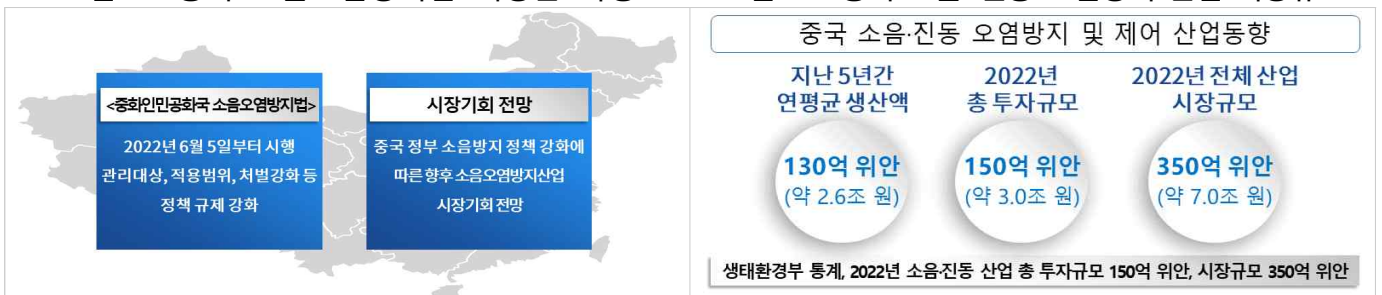 <중화인민공화국 소음오염방지법>
2022년 6월 5일부터 시행
관리대상, 적용범위, 처벌강화 등
정책 규제 강화
시장기회 전망
중국 정부 소음방지 정책 강화에
따른 향후 소음오염방지산업
시장기회 전망
중국 소음·진동 오염방지 및 제어 산업동향
지난 5년간
연평균 생산액
130억 위안
(약 2.6조 원)
2022년
총 투자규모
150억 위안
(약 3.0조 원)
2022년 전체 산업
시장규모
350억 위안
(약 7.0조 원)
생태환경부 통계, 2022년 소음·진동 산업 총 투자규모 150억 위안, 시장규모 350억 위안